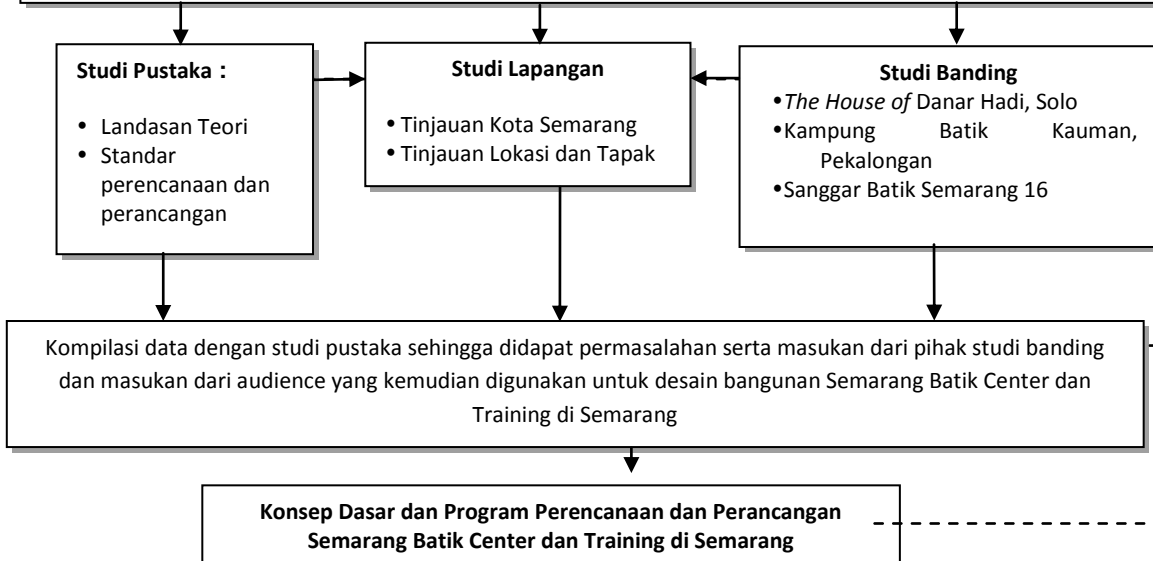 Studi Pustaka :
• Landasan Teori
• Standar
perencanaan dan
perancangan
Studi Lapangan
• Tinjauan Kota Semarang
• Tinjauan Lokasi dan Tapak
Studi Banding
•The House of Danar Hadi, Solo
•Kampung Batik Kauman,
Pekalongan
•Sanggar Batik Semarang 16
Kompilasi data dengan studi pustaka sehingga didapat permasalahan serta masukan dari pihak studi banding
dan masukan dari audience yang kemudian digunakan untuk desain bangunan Semarang Batik Center dan
Training di Semarang
Konsep Dasar dan Program Perencanaan dan Perancangan
Semarang Batik Center dan Training di Semarang